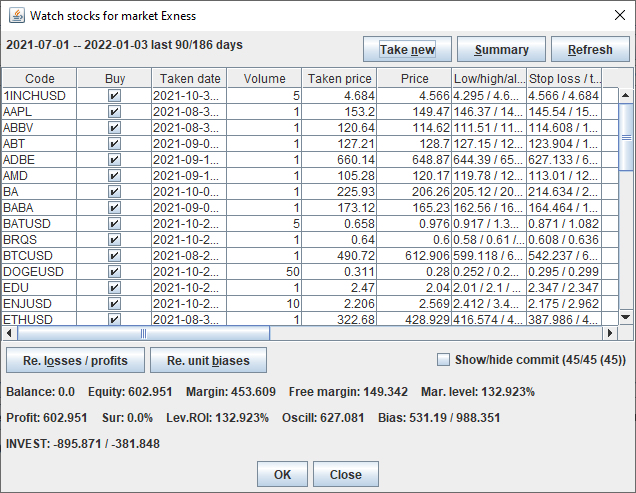 Watch stocks for market Exness
2021-07-01 -- 2022-01-03 last 90/186 days Take new Summary Refresh
Code Buy Taken date Volume Taken price Price Low/high/al... Stop loss / t...
1INCHUSD 2021-10-3... 5 4.684 4.566 4.295 / 4.6... 4.566 / 4.684
AAPL 2021-08-3... 1 153.2 149.47 146.37 / 14... 145.54 / 15...
ABBV 2021-08-3... 1 120.64 114.62 111.51 / 11... 114.608 / 1...
ABT 2021-09-0... 1 127.21 128.7 127.15 / 12... 123.904 / 1...
ADBE 2021-09-1... 1 660.14 648.87 644.39 / 65... 627.133 / 6...
AMD 2021-09-1... 1 105.28 120.17 119.78 / 12... 113.01 / 12...
BA 2021-10-0... 1 225.93 206.26 205.12 / 20... 214.634 / 2...
BABA 2021-09-0... 1 173.12 165.23 162.56 / 16... 164.464 / 1...
BATUSD 2021-10-2... 5 0.658 0.976 0.917 / 1.3... 0.871 / 1.082
BRQS 2021-10-2... 1 0.64 0.6 0.58 / 0.61 /... 0.608 / 0.636
BTCUSD 2021-08-3... 1 490.72 612.906 599.118 / 6... 542.237 / 6...
DOGEUSD 2021-10-2... 50 0.311 0.28 0.252 / 0.2... 0.295 / 0.299
EDU 2021-10-2... 1 2.47 2.04 2.01 / 2.1 / ... 2.347 / 2.347
ENJUSD 2021-10-2... 10 2.206 2.569 2.412 / 3.4... 2.175 / 2.962
ETHUSD 2021-08-3... 1 322.68 428.929 416.574 / 4... 387.986 / 4...
Re. losses / profits Re. unit biases Show/hide commit (45/45 (45))
Balance: 0.0 Equity: 602.951 Margin: 453.609 Free margin: 149.342 Mar. level: 132.923%
Profit: 602.951 Sur: 0.0% Lev.ROI: 132.923% Oscill: 627.081 Bias: 531.19 / 988.351
INVEST: -895.871 / -381.848
OK Close